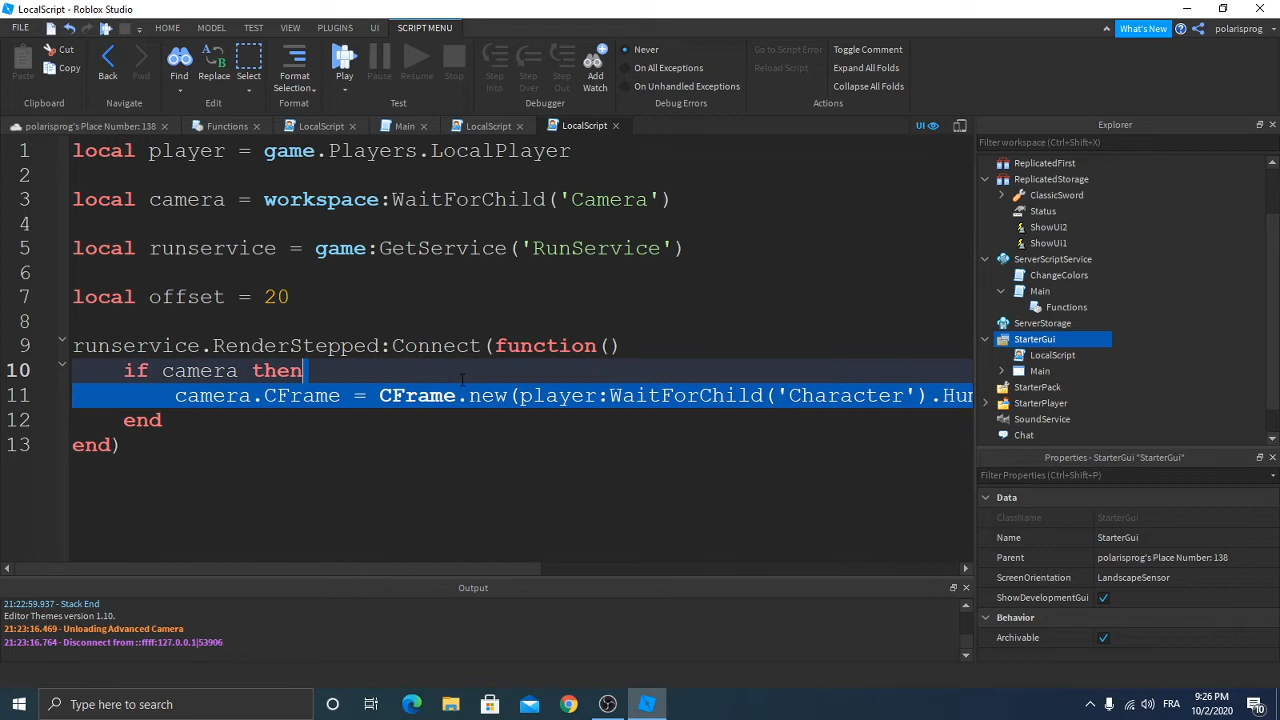 LocalScript - Roblox Studio
FILE HOME MODEL TEST VIEW PLUGINS UI SCRIPT MENU What's New polarisprog
Paste Cut Copy Back Fwd Find Replace Select Format Selection Play Pause Resume Stop Step Into Step Over Step Out Add Watch
Never
On All Exceptions
On Unhandled Exceptions
Go to Script Error
Reload Script
Toggle Comment
Expand All Folds
Collapse All Folds
Clipboard Navigate Edit Format Test Debugger Debug Errors Actions
polarisprog's Place Number: 138 Functions LocalScript Main LocalScript LocalScript UI
1 local player = game.Players.LocalPlayer
2
3 local camera = workspace:WaitForChild('Camera')
4
5 local runservice = game:GetService('RunService')
6
7 local offset = 20
8
9 runservice.RenderStepped:Connect(function()
10 if camera then
11 camera.CFrame = CFrame.new(player:WaitForChild('Character').Hum
12 end
13 end)
Output
21:22:59.937 - Stack End
Editor Themes version 1.10.
21:23:16.469 - Unloading Advanced Camera
21:23:16.764 - Disconnect from ::ffff:127.0.0.1|53906
Explorer
Filter workspace (Ctrl+Shift+X)
ReplicatedFirst
ReplicatedStorage
ClassicSword
Status
ShowUi2
ShowUi1
ServerScriptService
ChangeColors
Main
Functions
ServerStorage
StarterGui
LocalScript
Main
StarterPack
StarterPlayer
SoundService
Chat
Properties - StarterGui "StarterGui"
Filter Properties (Ctrl+Shift+P)
Data
ClassName StarterGui
Name StarterGui
Parent polarisprog's Place Number: 138
ScreenOrientation LandscapeSensor
ShowDevelopmentGui
Behavior
Archivable
Type here to search
FR
9:26 PM
10/2/2020
10